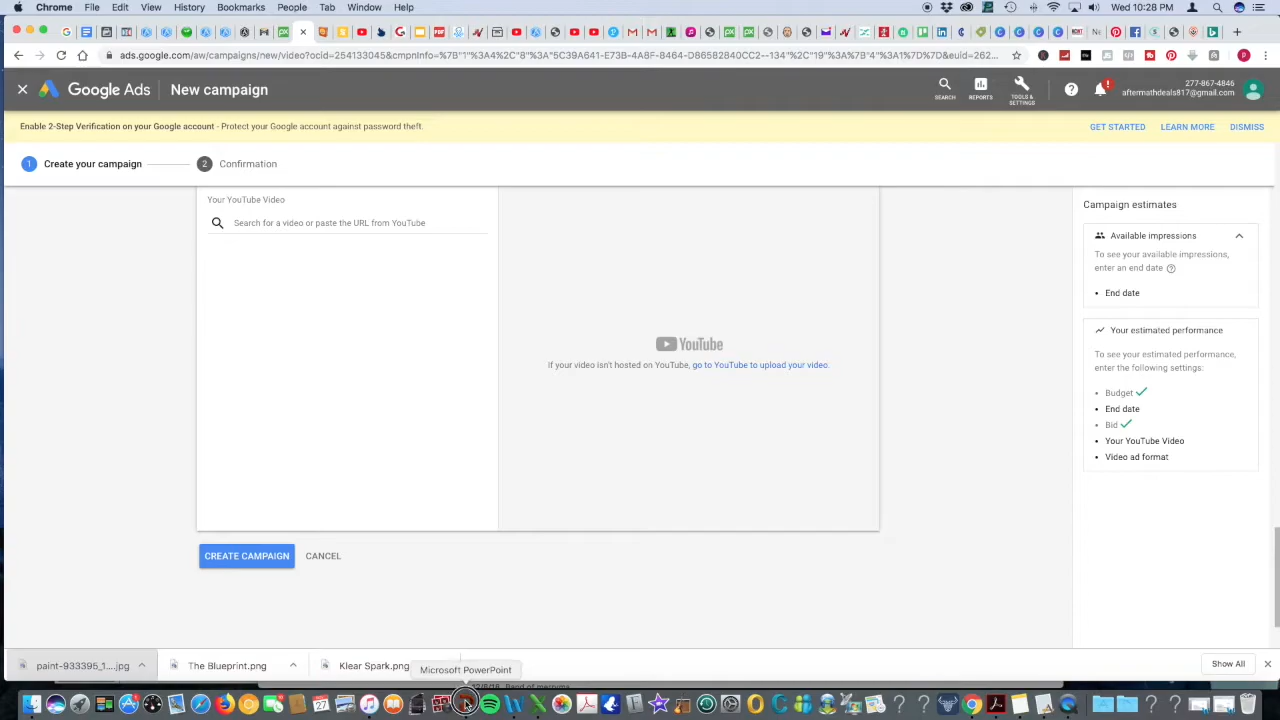 Chrome File Edit View History Bookmarks People Tab Window Help
Wed 10:28 PM
ads.google.com/aw/campaigns/new/video?ocid=254133045&cmpnInfo=%7B"1"%3A4%2C"8"%3A"5C39A641-E73B-4A8F-8464-D86582840CC2--134"%2C"19"%3A4%3A1%7D%7D&euid=262...
Google Ads New campaign
SEARCH
REPORTS
TOOLS &
SETTINGS
277-867-4846
aftermathdeals817@gmail.com
Enable 2-Step Verification on your Google account - Protect your Google account against password theft.
GET STARTED LEARN MORE DISMISS
1 Create your campaign 2 Confirmation
Your YouTube Video
Search for a video or paste the URL from YouTube
YouTube
If your video isn't hosted on YouTube, go to YouTube to upload your video.
CREATE CAMPAIGN CANCEL
Campaign estimates
Available impressions
To see your available impressions,
enter an end date
• End date
Your estimated performance
To see your estimated performance,
enter the following settings:
• Budget
• End date
• Bid
• Your YouTube Video
• Video ad format
paint-933395_1....jpg
The Blueprint.png
Klear Spark.png
Show All
Microsoft PowerPoint